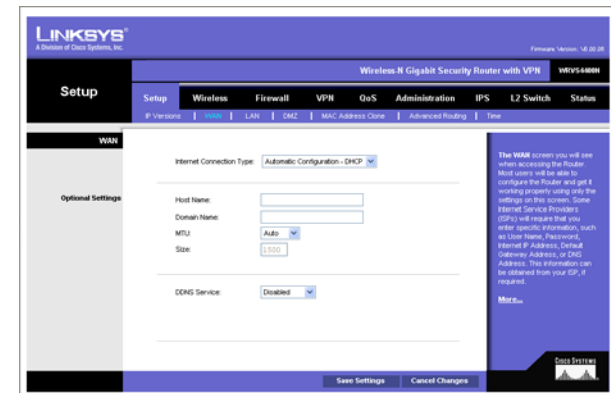 LINKSYS®
A Division of Cisco Systems, Inc.
Firmware Version: V0.00.28
Wireless-N Gigabit Security Router with VPN WRVS4400N
Setup
Setup Wireless Firewall VPN QoS Administration IPS L2 Switch Status
IP Versions | WAN | LAN | DMZ | MAC Address Clone | Advanced Routing | Time
WAN
Internet Connection Type: Automatic Configuration - DHCP
Optional Settings
Host Name:
Domain Name:
MTU: Auto
Size: 1500
DDNS Service: Disabled
The WAN screen you will see
when accessing the Router.
Most users will be able to
configure the Router and get it
working properly using only the
settings on this screen. Some
Internet Service Providers
(ISPs) will require that you
enter specific information, such
as User Name, Password,
Internet IP Address, Default
Gateway Address, or DNS
Address. This information can
be obtained from your ISP, if
required.
More...
Save Settings Cancel Changes
CISCO SYSTEMS